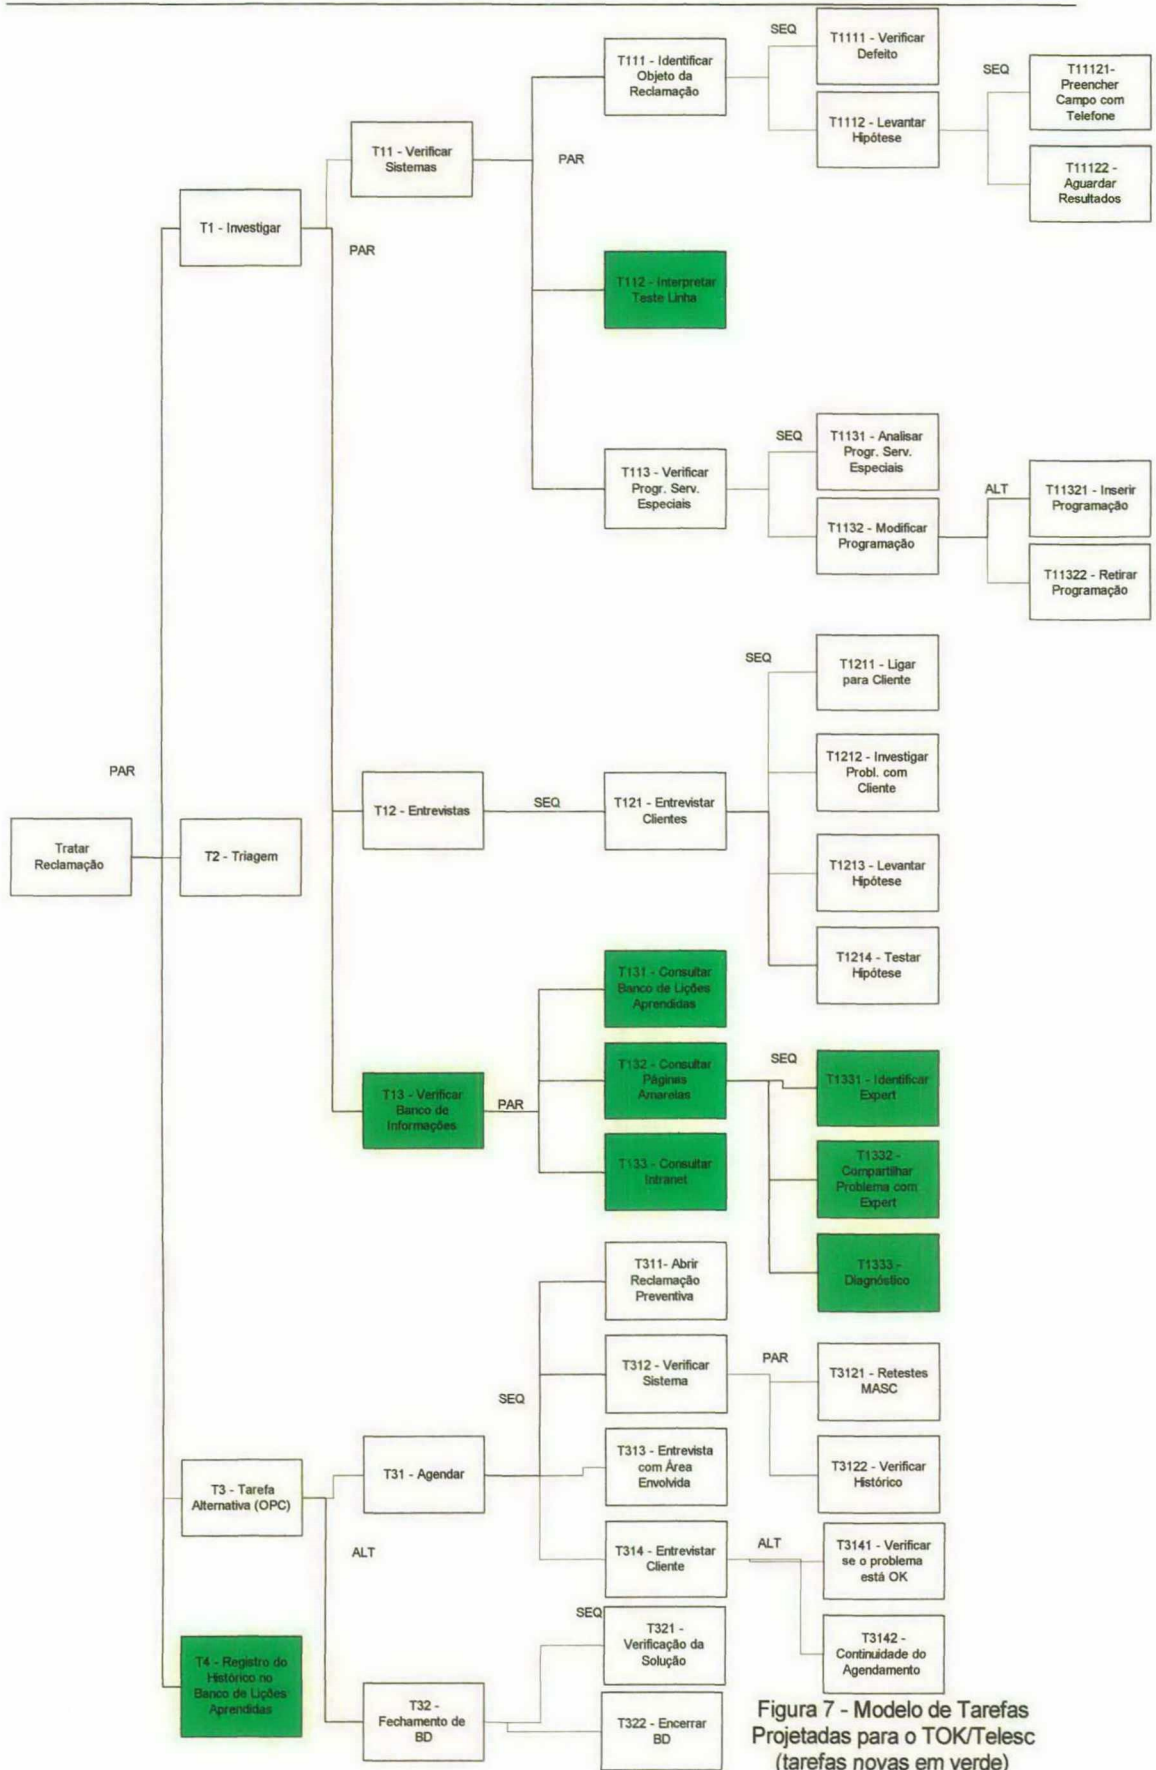 SEQ
T1111 - Verificar
Defeito
T111 - Identificar
Objeto da
Reclamação
SEQ
T11121-
Preencher
Campo com
Telefone
T1112 - Levantar
Hipótese
T11 - Verificar
Sistemas
PAR
T11122 -
Aguardar
Resultados
T1 - Investigar
PAR
T112 - Interpretar
Teste Linha
SEQ
T1131 - Analisar
Progr. Serv.
Especiais
T113 - Verificar
Progr. Serv.
Especiais
ALT
T11321 - Inserir
Programação
T1132 - Modificar
Programação
T11322 - Retirar
Programação
SEQ
T1211 - Ligar
para Cliente
PAR
T1212 - Investigar
Probl. com
Cliente
T12 - Entrevistas
SEQ
T121 - Entrevistar
Clientes
Tratar
Reclamação
T2 - Triagem
T1213 - Levantar
Hipótese
T1214 - Testar
Hipótese
T131 - Consultar
Banco de Lições
Aprendidas
T132 - Consultar
Páginas
Amarelas
SEQ
T1331 - Identificar
Expert
T13 - Verificar
Banco de
Informações
PAR
T133 - Consultar
Intranet
T1332 -
Compartilhar
Problema com
Expert
T1333 -
Diagnóstico
T311- Abrir
Reclamação
Preventiva
T312 - Verificar
Sistema
PAR
T3121 - Retestes
MASC
SEQ
T31 - Agendar
T313 - Entrevista
com Área
Envolvida
T3122 - Verificar
Histórico
T3 - Tarefa
Alternativa (OPC)
ALT
T314 - Entrevistar
Cliente
ALT
T3141 - Verificar
se o problema
está OK
SEQ
T321 -
Verificação da
Solução
T3142 -
Continuidade do
Agendamento
T4 - Registro do
Histórico no
Banco de Lições
Aprendidas
T32 -
Fechamento de
BD
T322 - Encerrar
BD
Figura 7 - Modelo de Tarefas
Projetadas para o TOK/Telesc
(tarefas novas em verde)